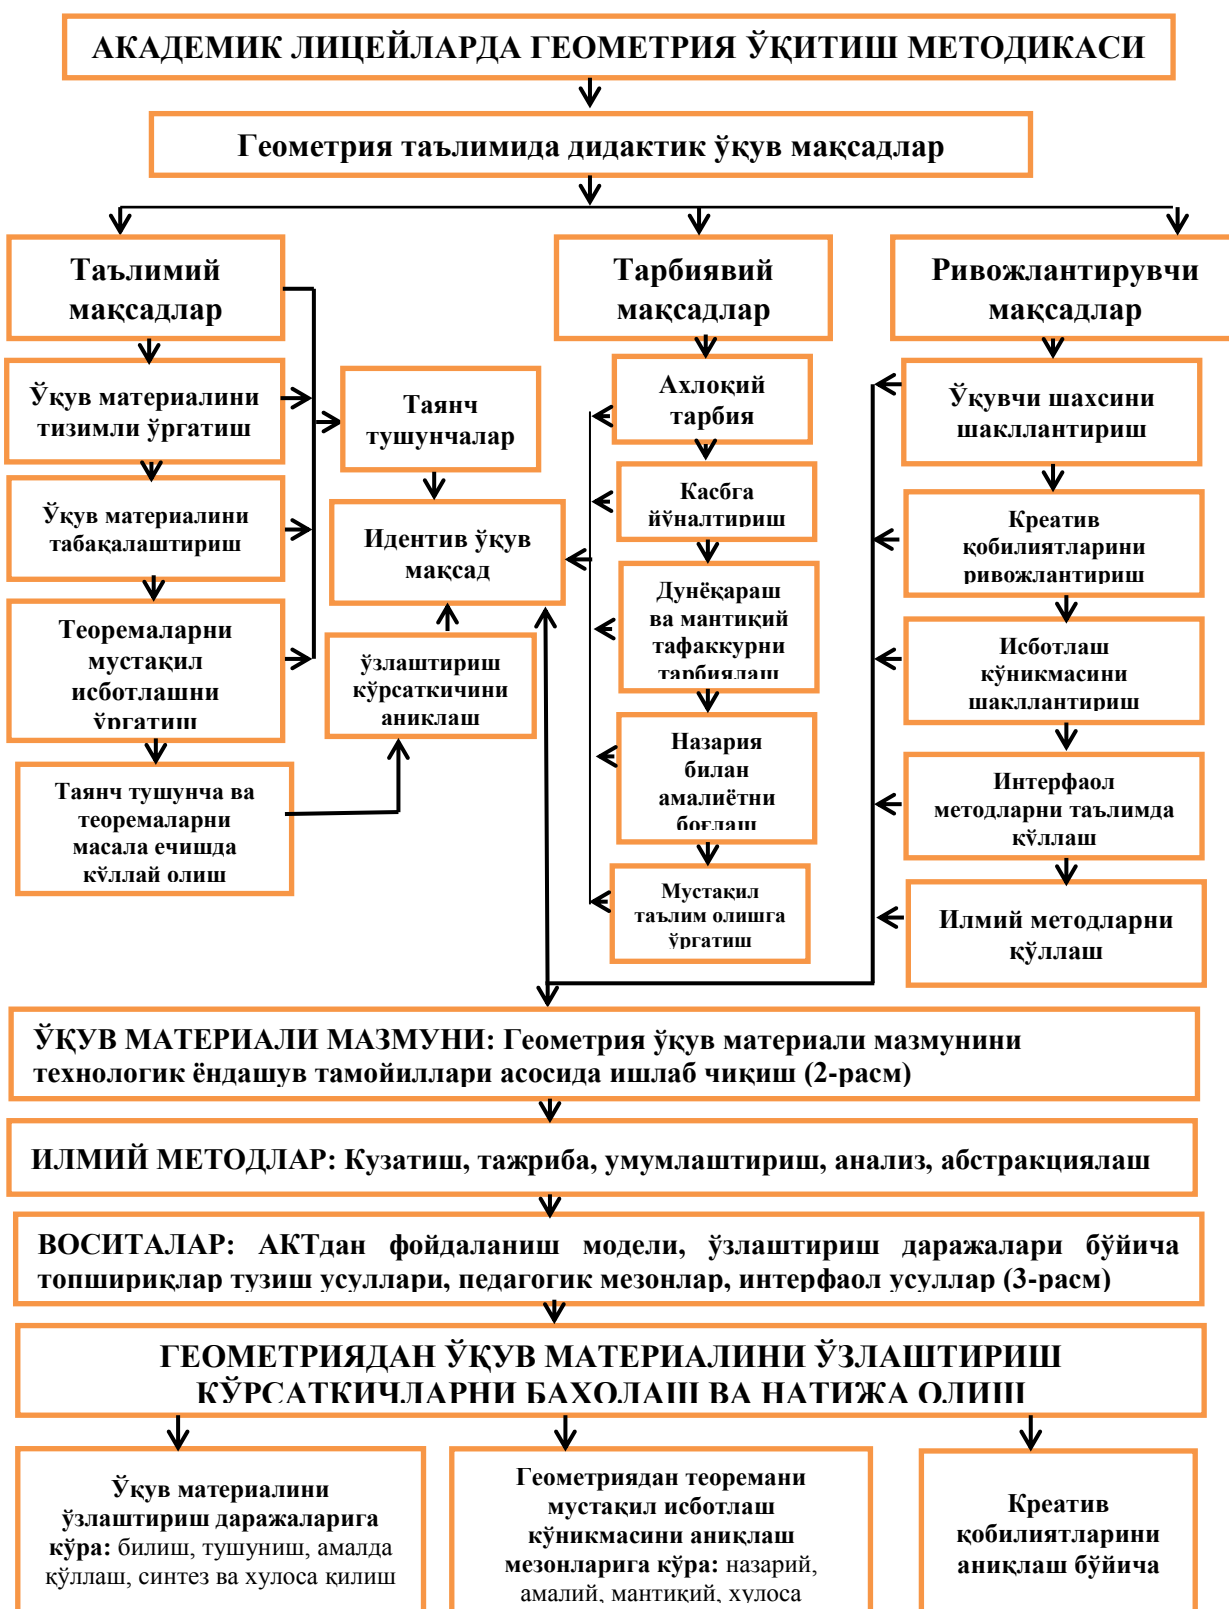 АКАДЕМИК ЛИЦЕЙЛАРДА ГЕОМЕТРИЯ ЎҚИТИШ МЕТОДИКАСИ
Геометрия таълимида дидактик ўқув мақсадлар
Таълимий
мақсадлар
Тарбиявий
мақсадлар
Ривожлантирувчи
мақсадлар
Ўқув материалини
тизимли ўргатиш
Ўқув материалини
табақалаштириш
Теоремаларни
мустақил
исботлашни
ўргатиш
Таянч тушунча ва
теоремаларни
масала ечишда
қўллай олиш
Таянч
тушунчалар
Идентив ўқув
мақсад
ўзлаштириш
кўрсаткичини
аниқлаш
Ахлоқий
тарбия
Касбга
йўналтириш
Дунёқараш
ва мантиқий
тафаккурни
тарбиялаш
Назария
билан
амалиётни
боғлаш
Мустақил
таълим олишга
ўргатиш
Ўқувчи шахсини
шакллантириш
Креатив
қобилиятларини
ривожлантириш
Исботлаш
кўникмасини
шакллантириш
Интерфаол
методларни таълимда
қўллаш
Илмий методларни
қўллаш
ЎҚУВ МАТЕРИАЛИ МАЗМУНИ: Геометрия ўқув материали мазмунини
технологик ёндашув тамойиллари асосида ишлаб чиқиш (2-расм)
ИЛМИЙ МЕТОДЛАР: Кузатиш, тажриба, умумлаштириш, анализ, абстракциялаш
ВОСИТАЛАР: АКТдан фойдаланиш модели, ўзлаштириш даражалари бўйича
топшириқлар тузиш усуллари, педагогик мезонлар, интерфаол усуллар (3-расм)
ГЕОМЕТРИЯДАН ЎҚУВ МАТЕРИАЛИНИ ЎЗЛАШТИРИШ
КЎРСАТКИЧЛАРНИ БАҲОЛАШ ВА НАТИЖА ОЛИШ
Ўқув материалини
ўзлаштириш даражаларига
кўра: билиш, тушуниш, амалда
қўллаш, синтез ва хулоса қилиш
Геометриядан теоремани
мустақил исботлаш
кўникмасини аниқлаш
мезонларига кўра: назарий,
амалий, мантиқий, хулоса
Креатив
қобилиятларини
аниқлаш бўйича